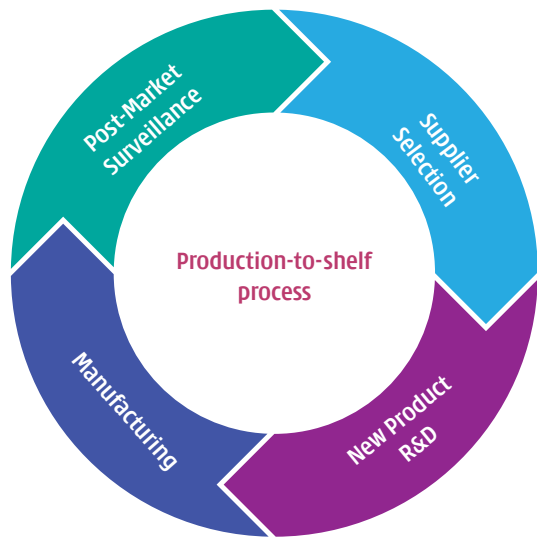 Production-to-shelf
process
Supplier
Selection
New Product
R&D
Manufacturing
Post-Market
Surveillance